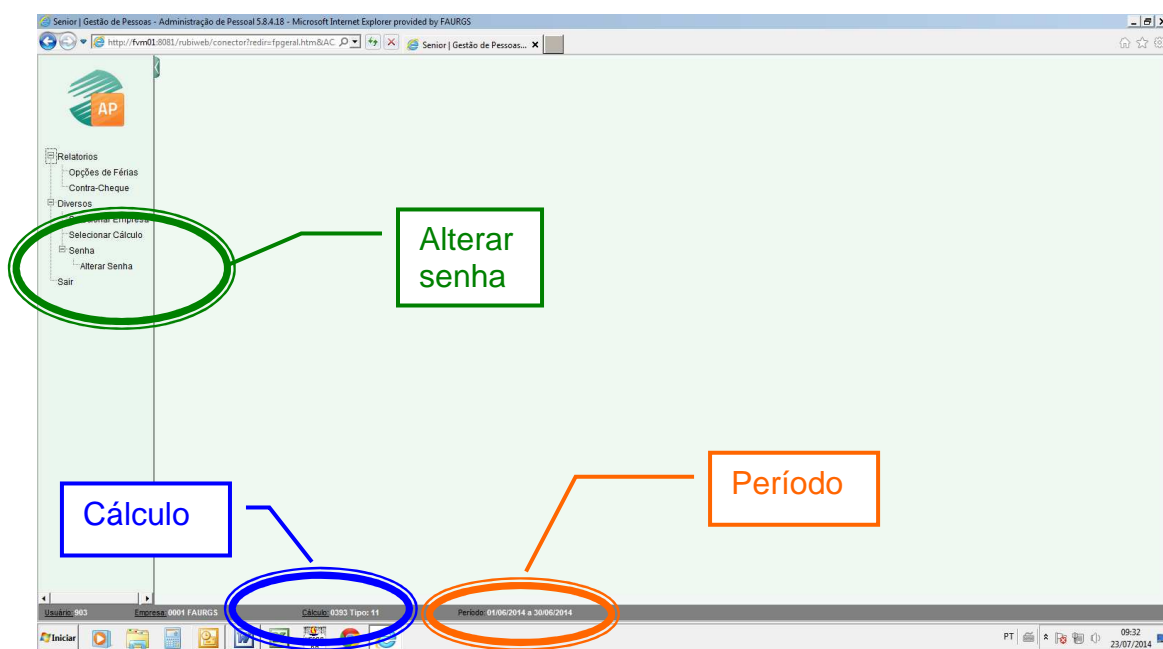 Senior | Gestão de Pessoas - Administração de Pessoal 5.8.4.18 - Microsoft Internet Explorer provided by FAURGS
http://fvm01:8081/rubiweb/conector?redir=fpgeral.htm&AC
Senior | Gestão de Pessoas...
AP
Relatorios
Opções de Férias
Contra-Cheque
Diversos
Selecionar Empresa
Selecionar Cálculo
Senha
Alterar Senha
Sair
Alterar
senha
Período
Cálculo
Usuário: 903 Empresa: 0001 FAURGS Cálculo: 0393 Tipo: 11 Período: 01/06/2014 a 30/06/2014
Iniciar
PT
09:32
23/07/2014